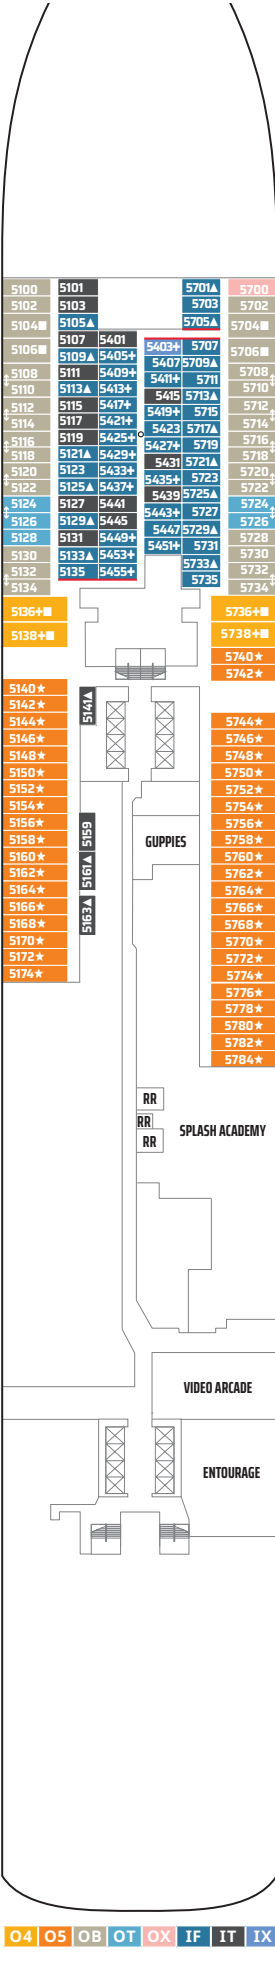 5100 5101 5701▲ 5700
5102 5103 5703 5702
5104■ 5105▲ 5705▲ 5704■
5107 5401
5106■ 5109▲ 5405+ 5403+ 5707 5706■
5407 5709▲
5108 5111 5409+ 5411+ 5711 5708
5110 5113▲ 5413+ 5415 5713▲ 5710
5112 5115 5417+ 5419+ 5715 5712
5114 5117 5421+ 5423 5717▲ 5714
5116 5119 5425+ 5427+ 5719 5716
5118 5121▲ 5429+ 5431 5721▲ 5718
5120 5123 5433+ 5435+ 5723 5720
5122 5125▲ 5437+ 5439 5725▲ 5722
5124 5127 5441 5443+ 5727 5724
5126 5129▲ 5445 5447 5729▲ 5726
5128 5131 5449+ 5451+ 5731 5728
5130 5133▲ 5453+ 5733▲ 5730
5132 5135 5455+ 5735 5732
5134 5734
5136+■ 5736+■
5138+■ 5738+■
5740★
5742★
5140★
5142★ 5141▲
5144★ 5744★
5146★ 5746★
5148★ 5748★
5150★ 5750★
5152★ 5752★
5154★ 5754★
5156★ 5159 5756★
5158★ GUPPIES 5758★
5160★ 5161▲ 5760★
5162★ 5762★
5164★ 5764★
5166★ 5163▲ 5766★
5168★ 5768★
5170★ 5770★
5172★ 5772★
5174★ 5774★
5776★
5778★
5780★
5782★
5784★
RR
RR
RR
SPLASH ACADEMY
VIDEO ARCADE
ENTOURAGE
O4 O5 OB OT OX IF IT IX